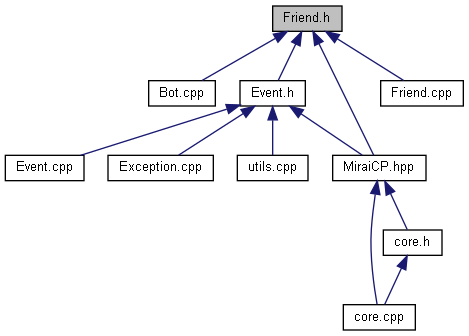 Friend.h
Bot.cpp
Event.h
Friend.cpp
Event.cpp
Exception.cpp
utils.cpp
MiraiCP.hpp
core.h
core.cpp